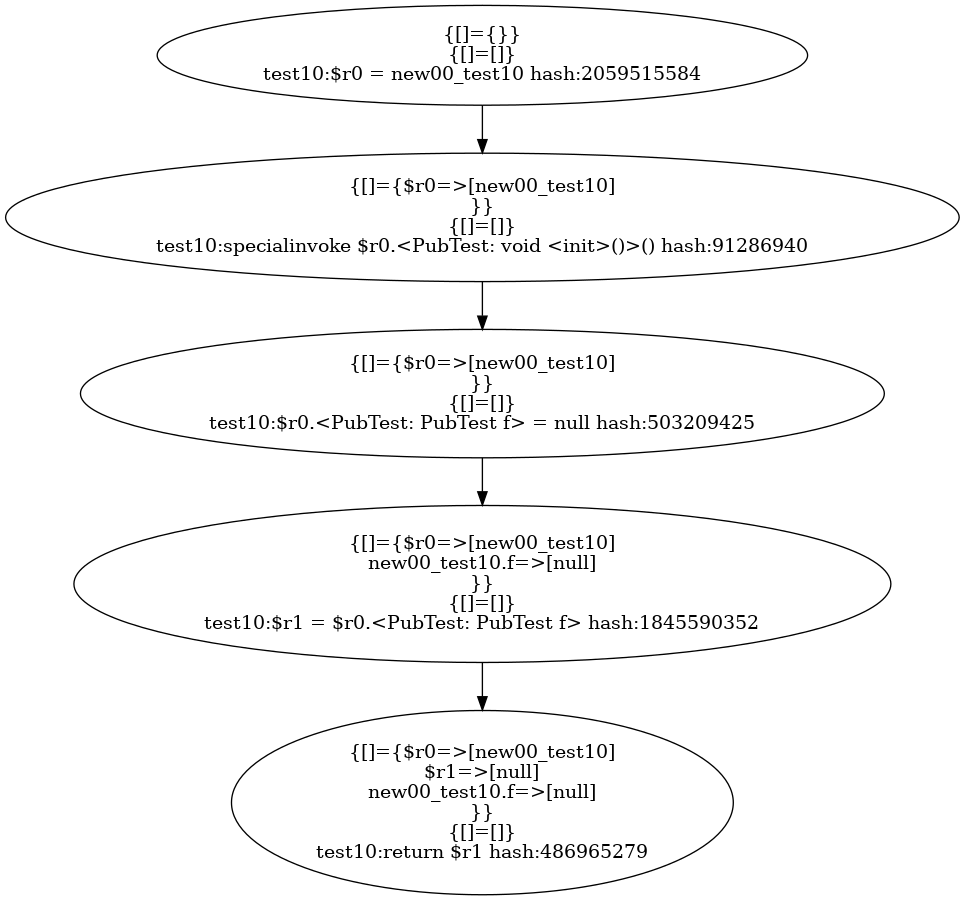 {[]={}}
{[]=[]}
test10:$r0 = new00_test10 hash:2059515584
{[]={$r0=>[new00_test10]
}}
{[]=[]}
test10:specialinvoke $r0.<PubTest: void <init>()>() hash:91286940
{[]={$r0=>[new00_test10]
}}
{[]=[]}
test10:$r0.<PubTest: PubTest f> = null hash:503209425
{[]={$r0=>[new00_test10]
new00_test10.f=>[null]
}}
{[]=[]}
test10:$r1 = $r0.<PubTest: PubTest f> hash:1845590352
{[]={$r0=>[new00_test10]
$r1=>[null]
new00_test10.f=>[null]
}}
{[]=[]}
test10:return $r1 hash:486965279